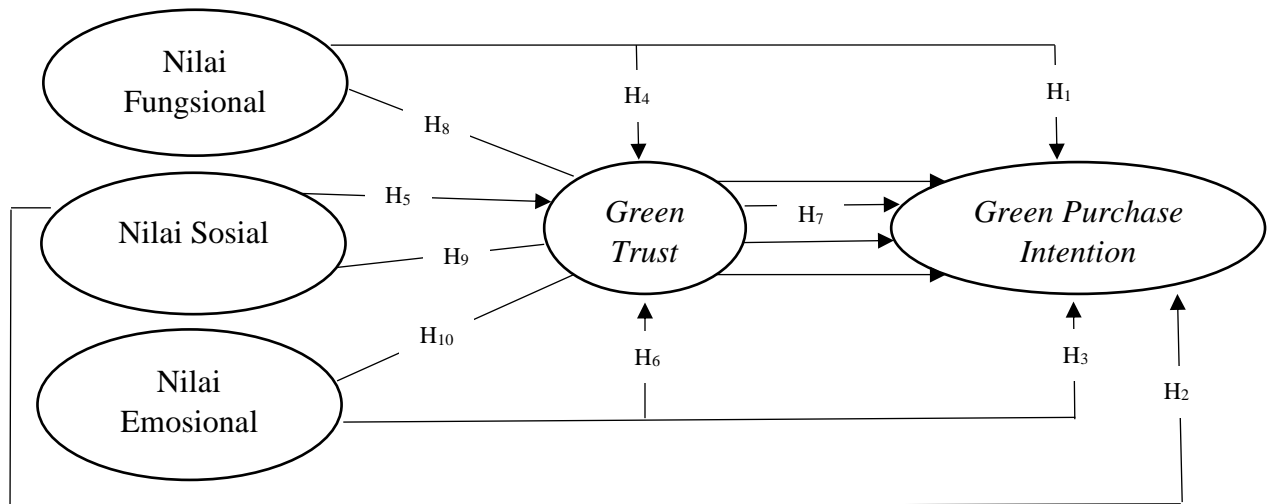 Nilai
Fungsional
H4
H1
H8
Nilai Sosial
H5
Green
Trust
H7
Green Purchase
Intention
H9
H10
Nilai
Emosional
H6
H3
H2